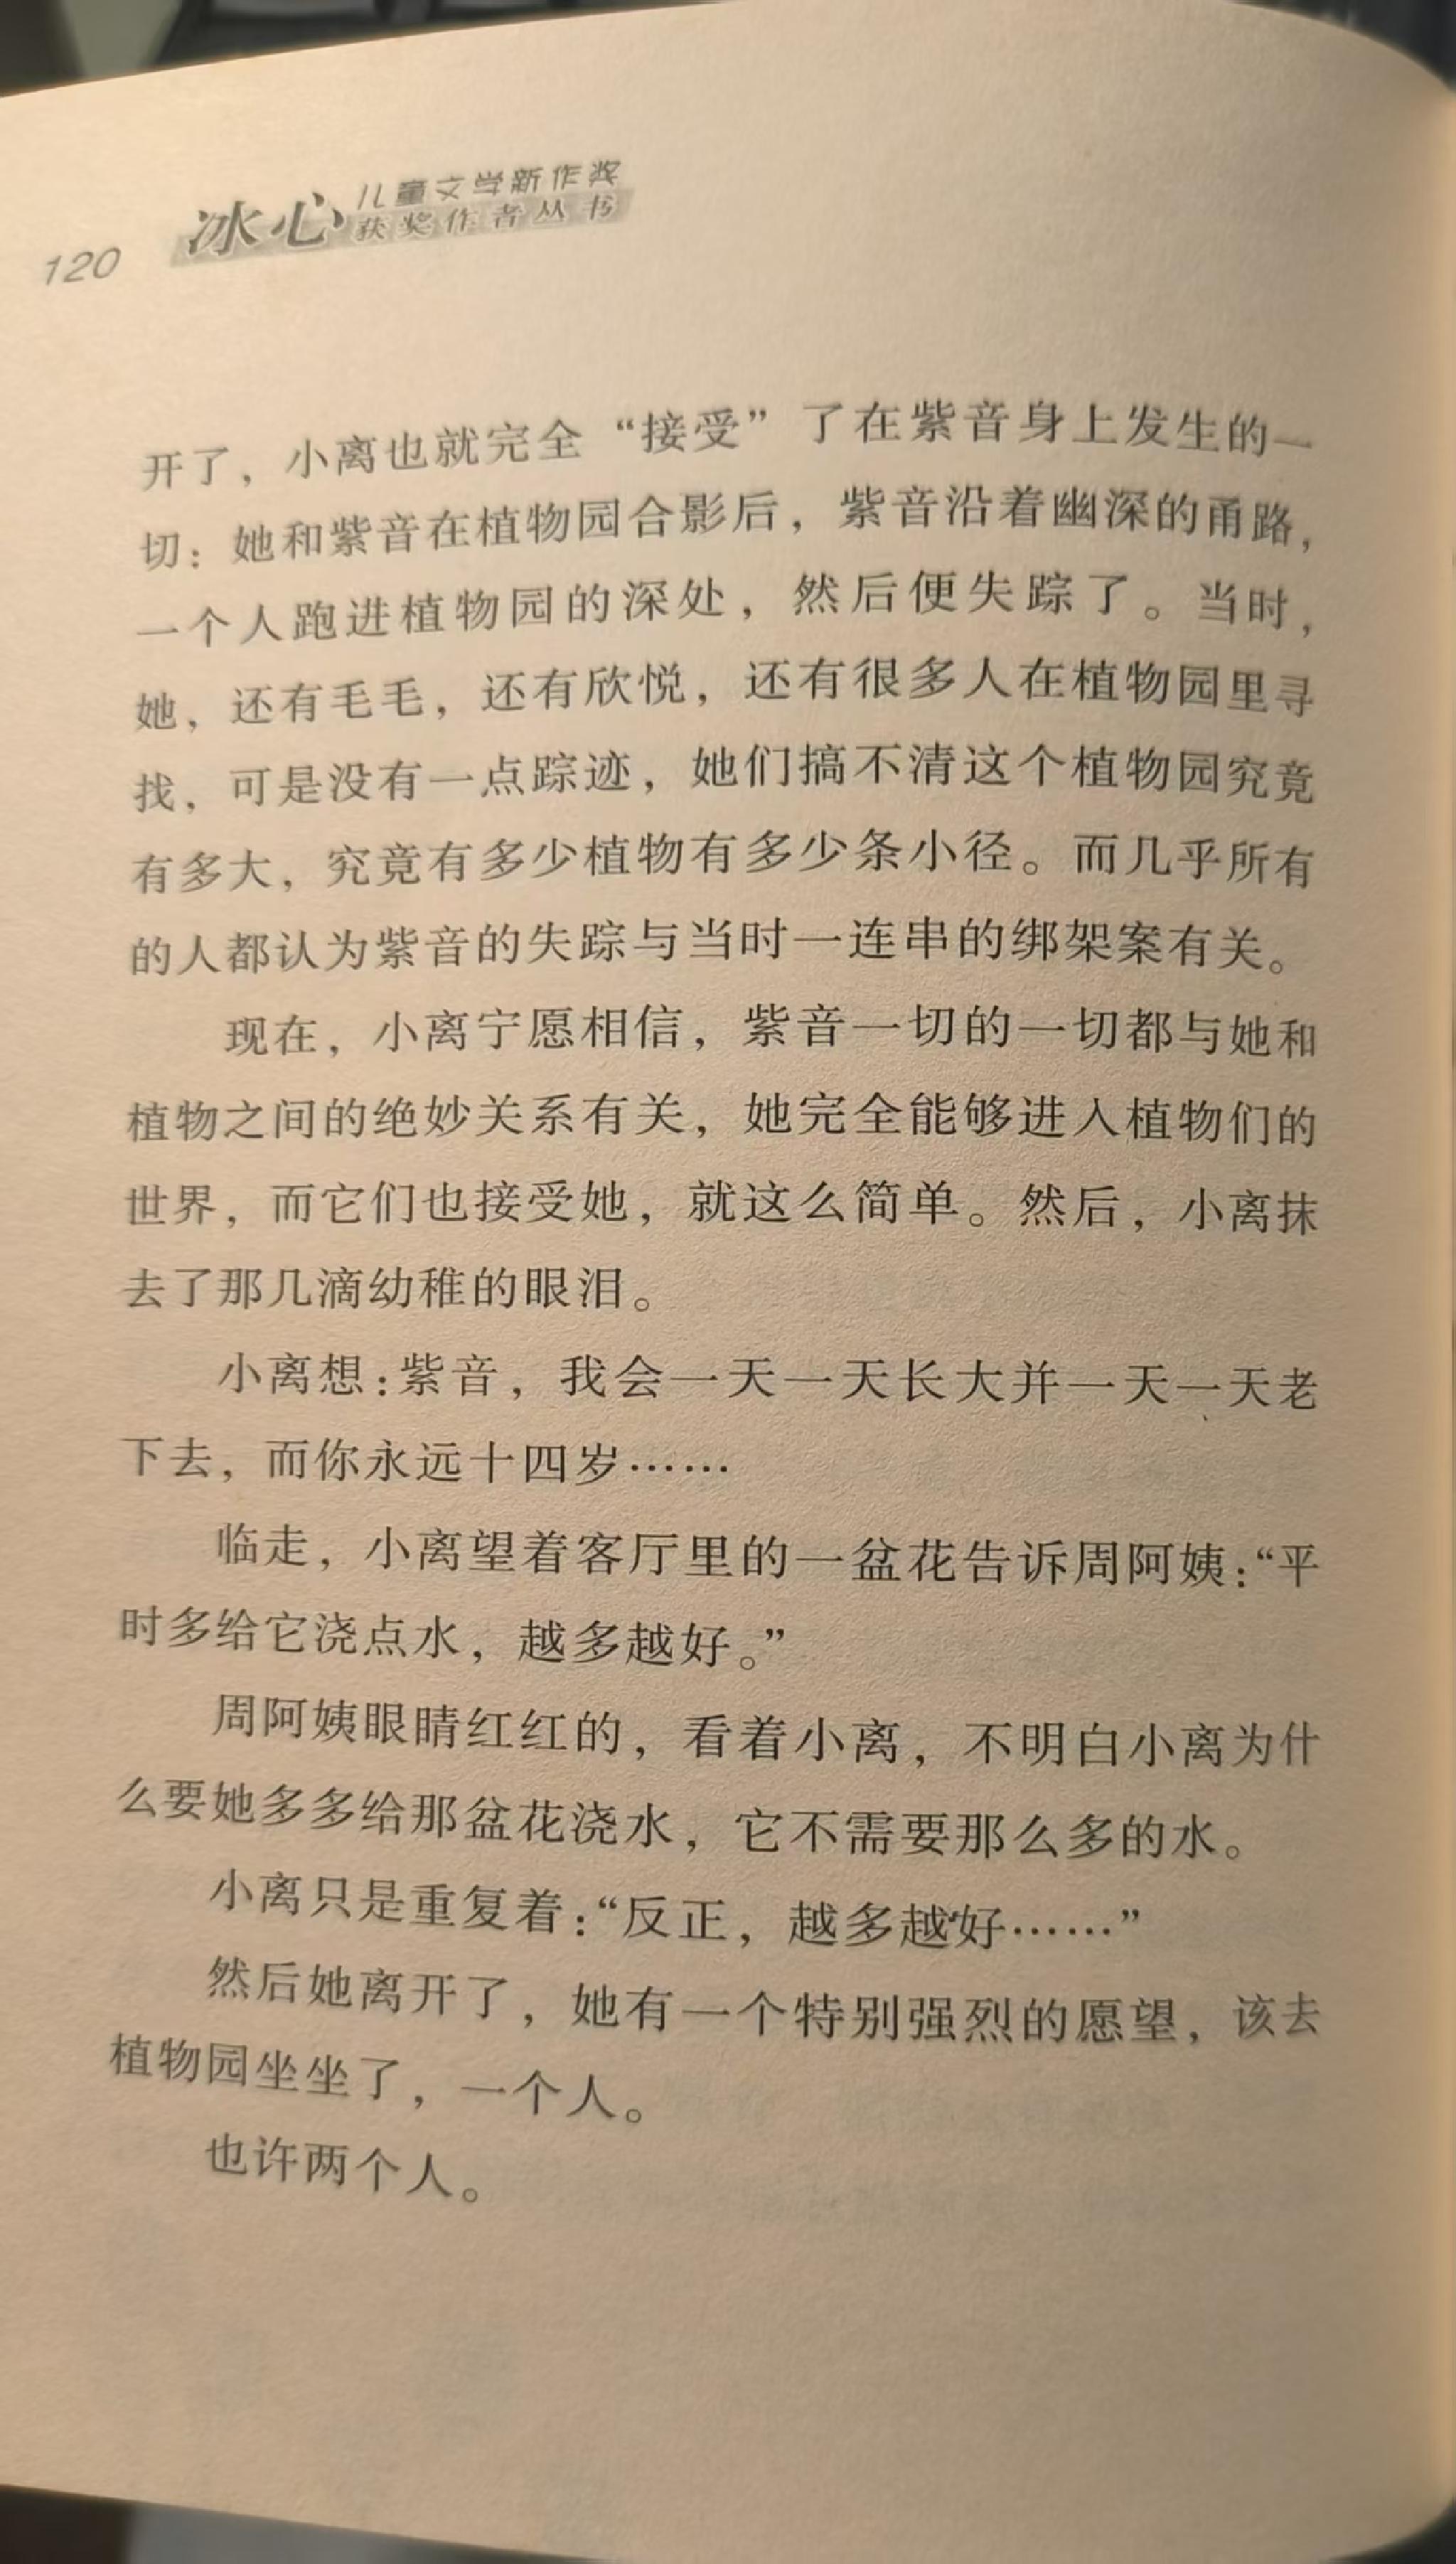 冰心儿童文学新作奖
获奖作者丛书
120
开了，小离也就完全“接受”了在紫音身上发生的一
切：她和紫音在植物园合影后，紫音沿着幽深的甬路，
一个人跑进植物园的深处，然后便失踪了。当时，
她，还有毛毛，还有欣悦，还有很多人在植物园里寻
找，可是没有一点踪迹，她们搞不清这个植物园究竟
有多大，究竟有多少植物有多少条小径。而几乎所有
的人都认为紫音的失踪与当时一连串的绑架案有关。
现在，小离宁愿相信，紫音一切的一切都与她和
植物之间的绝妙关系有关，她完全能够进入植物们的
世界，而它们也接受她，就这么简单。然后，小离抹
去了那几滴幼稚的眼泪。
小离想：紫音，我会一天一天长大并一天一天老
下去，而你永远十四岁……
临走，小离望着客厅里的一盆花告诉周阿姨：“平
时多给它浇点水，越多越好。”
周阿姨眼睛红红的，看着小离，不明白小离为什
么要她多多给那盆花浇水，它不需要那么多的水。
小离只是重复着：“反正，越多越好……”
然后她离开了，她有一个特别强烈的愿望，该去
植物园坐坐了，一个人。
也许两个人。